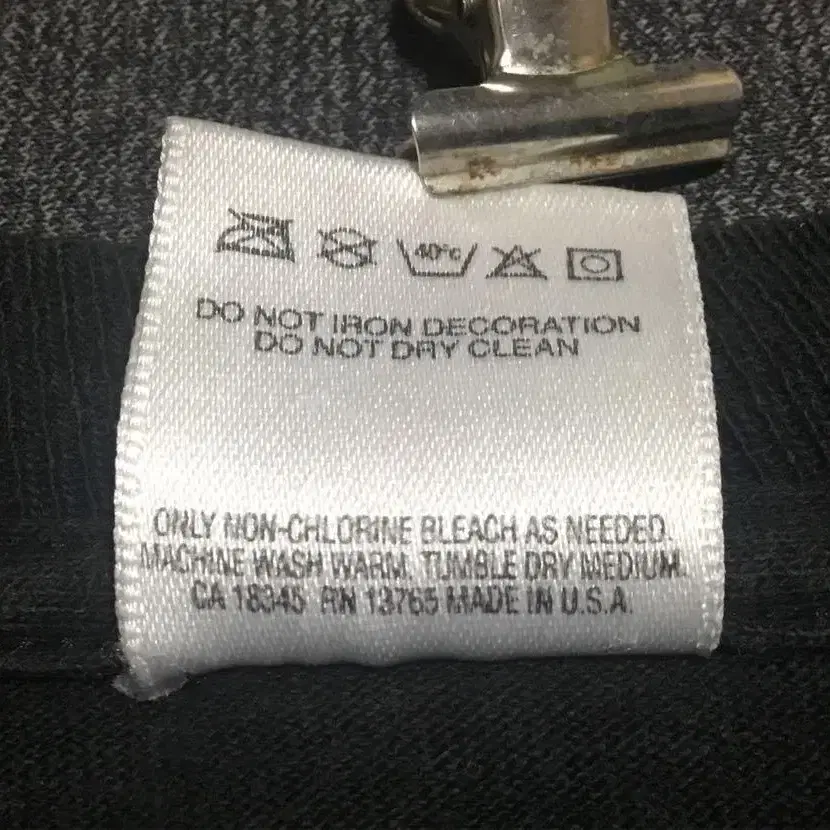 40°c
DO NOT IRON DECORATION
DO NOT DRY CLEAN
ONLY NON-CHLORINE BLEACH AS NEEDED.
MACHINE WASH WARM. TUMBLE DRY MEDIUM.
CA 18345 RN 13765 MADE IN U.S.A.